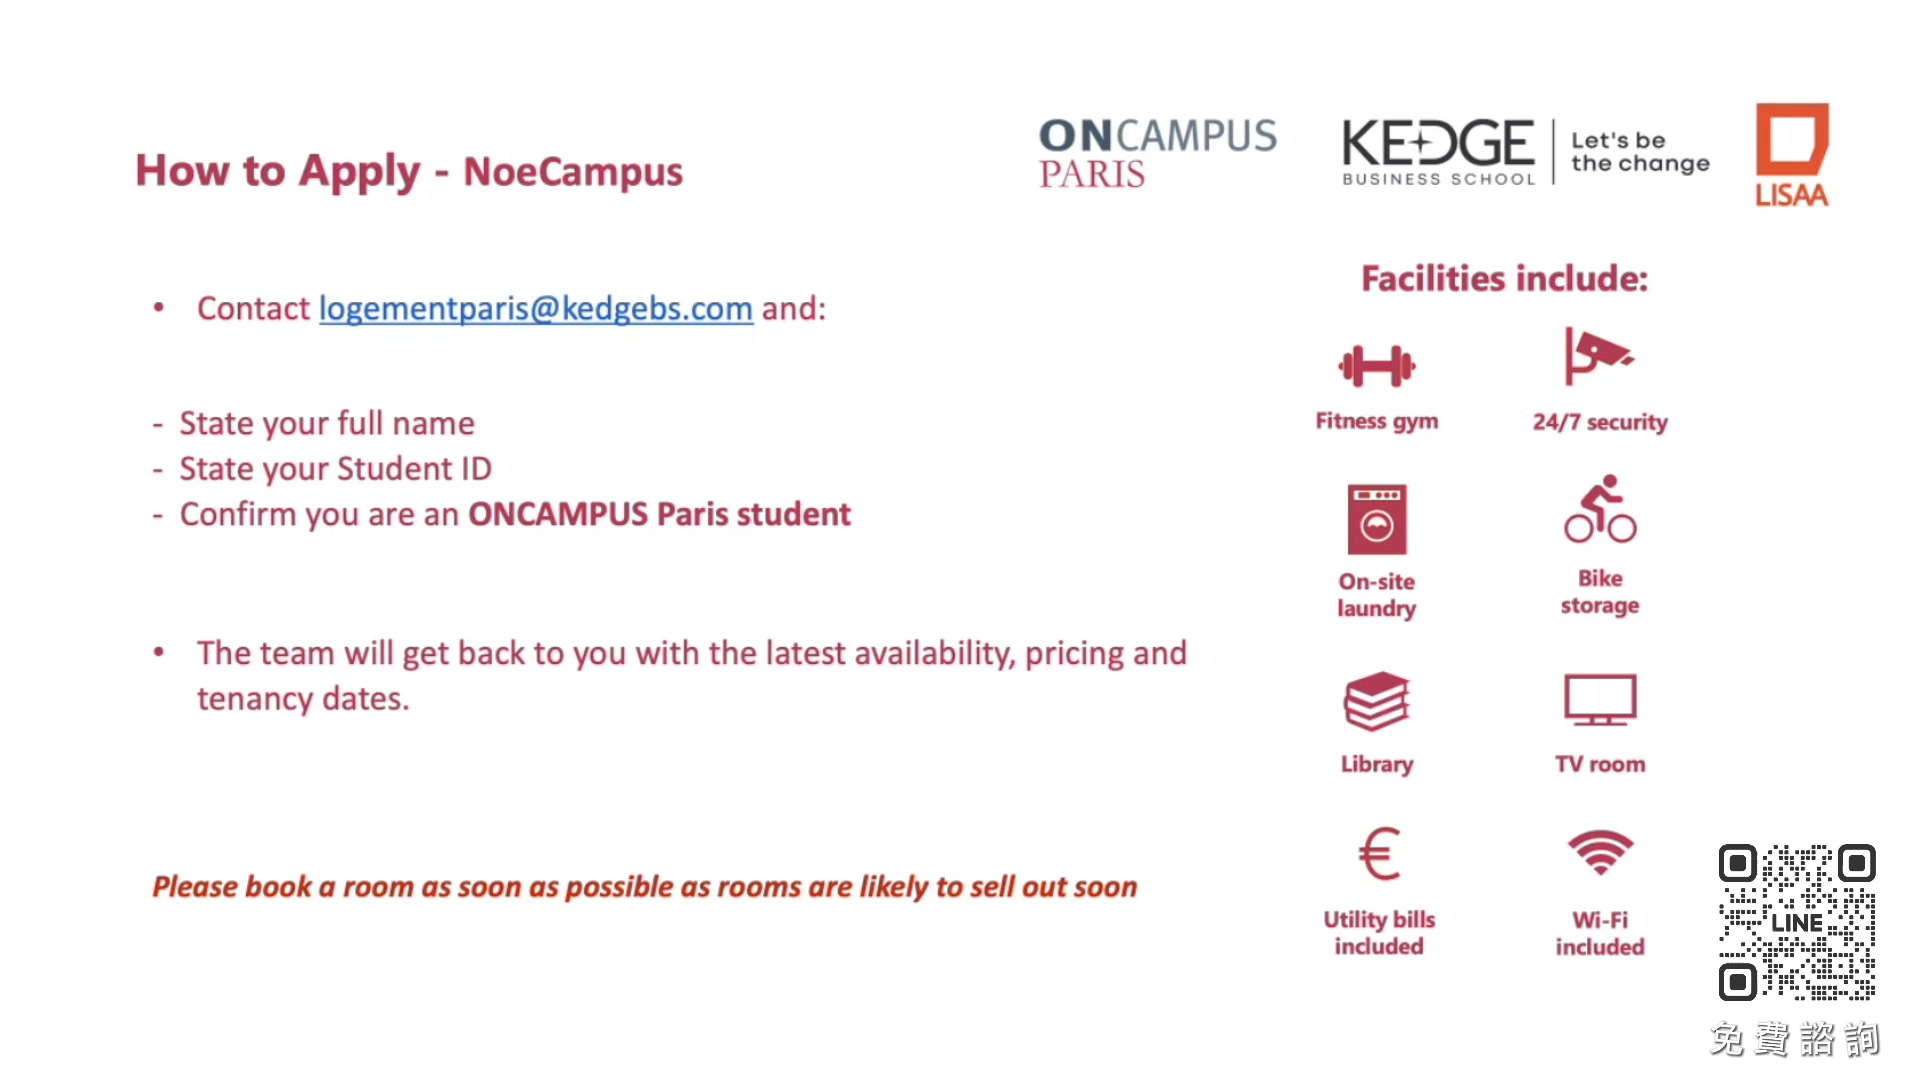 How to Apply - NoeCampus
ONCAMPUS
PARIS
KEDGE
BUSINESS SCHOOL
Let's be
the change
LISAA
• Contact logementparis@kedgebs.com and:
- State your full name
- State your Student ID
- Confirm you are an ONCAMPUS Paris student
• The team will get back to you with the latest availability, pricing and
tenancy dates.
Please book a room as soon as possible as rooms are likely to sell out soon
Facilities include:
Fitness gym
24/7 security
On-site
laundry
Bike
storage
Library
TV room
€
Utility bills
included
Wi-Fi
included
LINE
免費諮詢